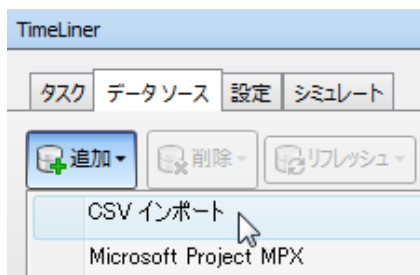 TimeLiner
タスク データ ソース 設定 シミュレート
追加 削除 リフレッシュ
CSV インポート
Microsoft Project MPX